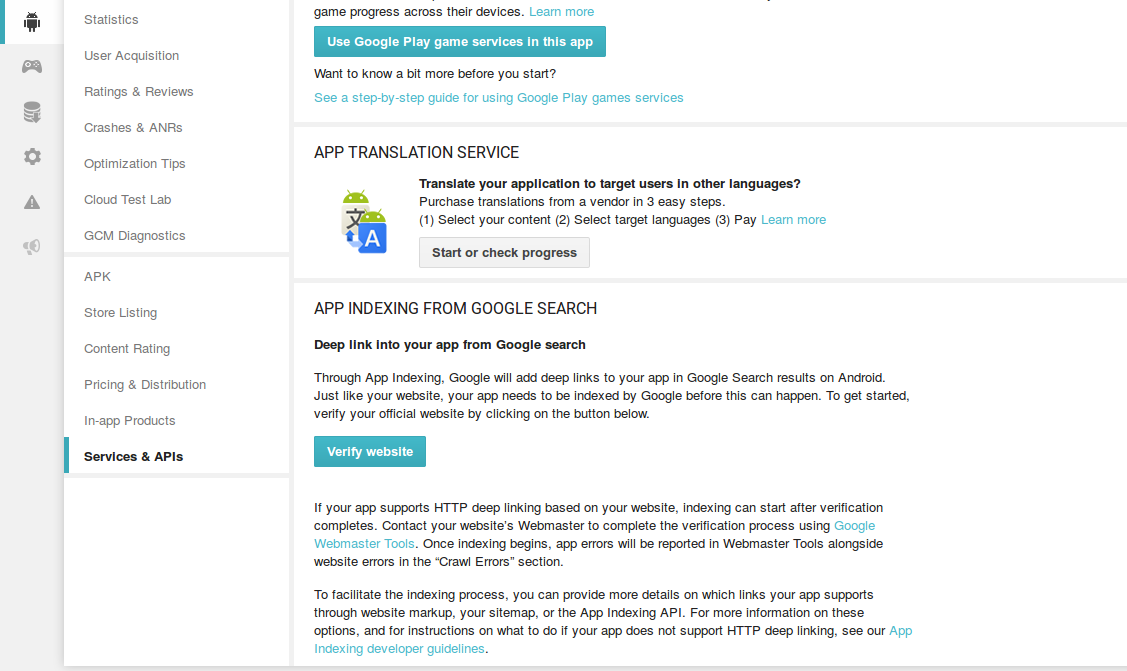 Statistics
User Acquisition
Ratings & Reviews
Crashes & ANRs
Optimization Tips
Cloud Test Lab
GCM Diagnostics
APK
Store Listing
Content Rating
Pricing & Distribution
In-app Products
Services & APIs
game progress across their devices. Learn more
Use Google Play game services in this app
Want to know a bit more before you start?
See a step-by-step guide for using Google Play games services
APP TRANSLATION SERVICE
文
A
Translate your application to target users in other languages?
Purchase translations from a vendor in 3 easy steps.
(1) Select your content (2) Select target languages (3) Pay Learn more
Start or check progress
APP INDEXING FROM GOOGLE SEARCH
Deep link into your app from Google search
Through App Indexing, Google will add deep links to your app in Google Search results on Android.
Just like your website, your app needs to be indexed by Google before this can happen. To get started,
verify your official website by clicking on the button below.
Verify website
If your app supports HTTP deep linking based on your website, indexing can start after verification
completes. Contact your website’s Webmaster to complete the verification process using Google
Webmaster Tools. Once indexing begins, app errors will be reported in Webmaster Tools alongside
website errors in the “Crawl Errors” section.
To facilitate the indexing process, you can provide more details on which links your app supports
through website markup, your sitemap, or the App Indexing API. For more information on these
options, and for instructions on what to do if your app does not support HTTP deep linking, see our App
Indexing developer guidelines.